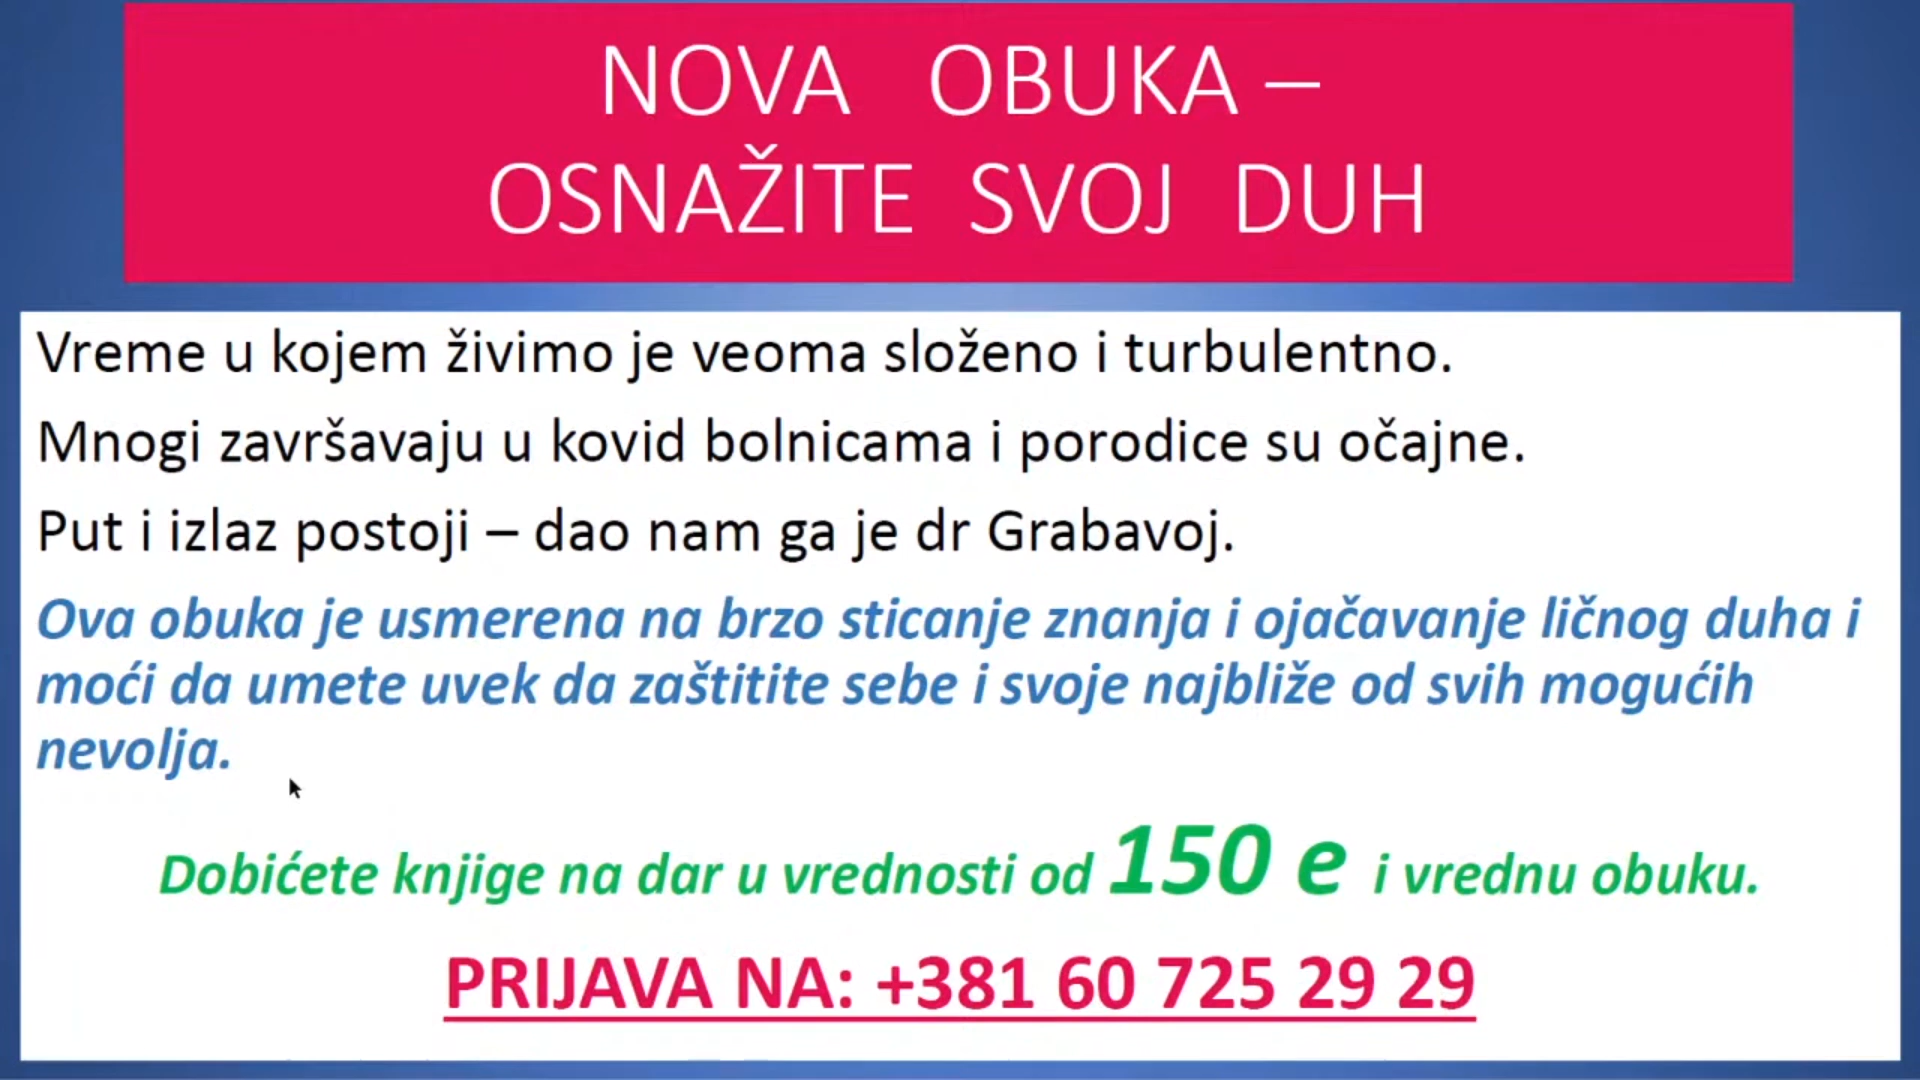 NOVA OBUKA –
OSNAŽITE SVOJ DUH
Vreme u kojem živimo je veoma složeno i turbulentno.
Mnogi završavaju u kovid bolnicama i porodice su očajne.
Put i izlaz postoji – dao nam ga je dr Grabavoj.
Ova obuka je usmerena na brzo sticanje znanja i ojačavanje ličnog duha i
moći da umete uvek da zaštitite sebe i svoje najbliže od svih mogućih
nevolja.
Dobićete knjige na dar u vrednosti od 150 e i vrednu obuku.
PRIJAVA NA: +381 60 725 29 29